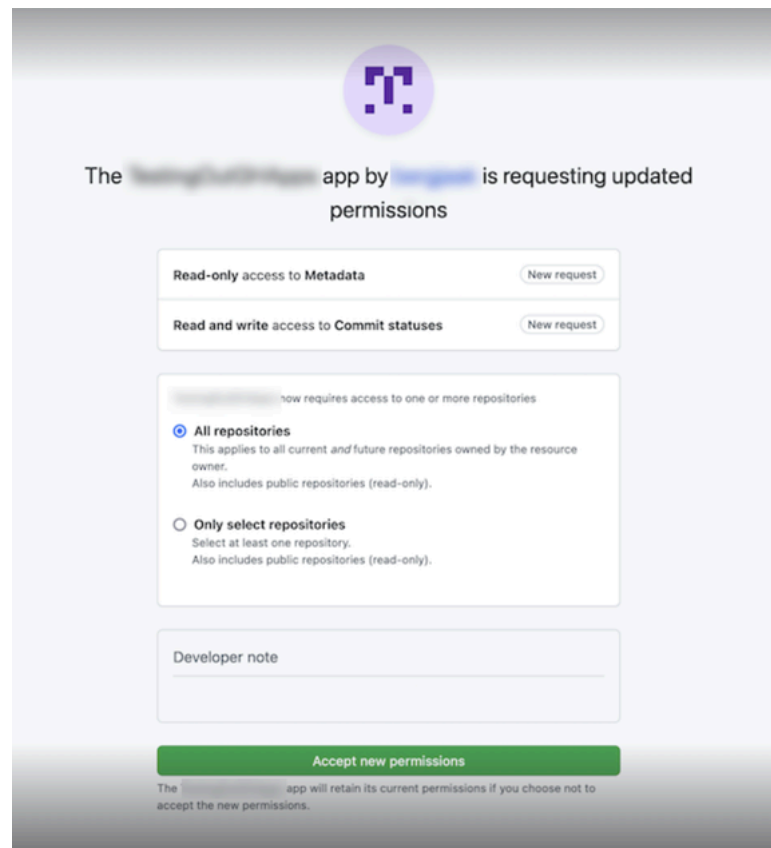 The app by is requesting updated
permissions
Read-only access to Metadata
New request
Read and write access to Commit statuses
New request
now requires access to one or more repositories
All repositories
This applies to all current and future repositories owned by the resource
owner.
Also includes public repositories (read-only).
Only select repositories
Select at least one repository.
Also includes public repositories (read-only).
Developer note
Accept new permissions
The app will retain its current permissions if you choose not to
accept the new permissions.